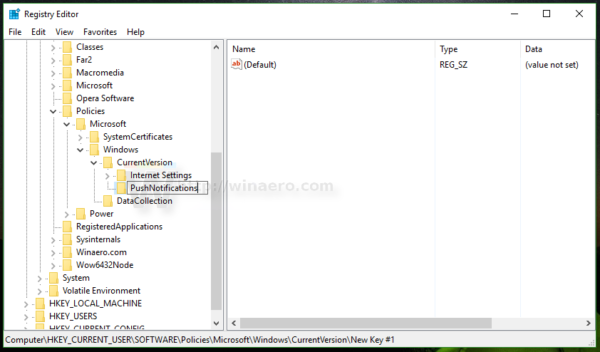 Registry Editor
File Edit View Favorites Help
Classes
Far2
Macromedia
Microsoft
Opera Software
Policies
Microsoft
SystemCertificates
Windows
CurrentVersion
Internet Settings
PushNotifications
DataCollection
Power
RegisteredApplications
Sysinternals
Winaero.com
Wow6432Node
System
Volatile Environment
HKEY_LOCAL_MACHINE
HKEY_USERS
HKEY_CURRENT_CONFIG
Name Type Data
ab (Default) REG_SZ (value not set)
http://winaero.com
Computer\HKEY_CURRENT_USER\SOFTWARE\Policies\Microsoft\Windows\CurrentVersion\New Key #1